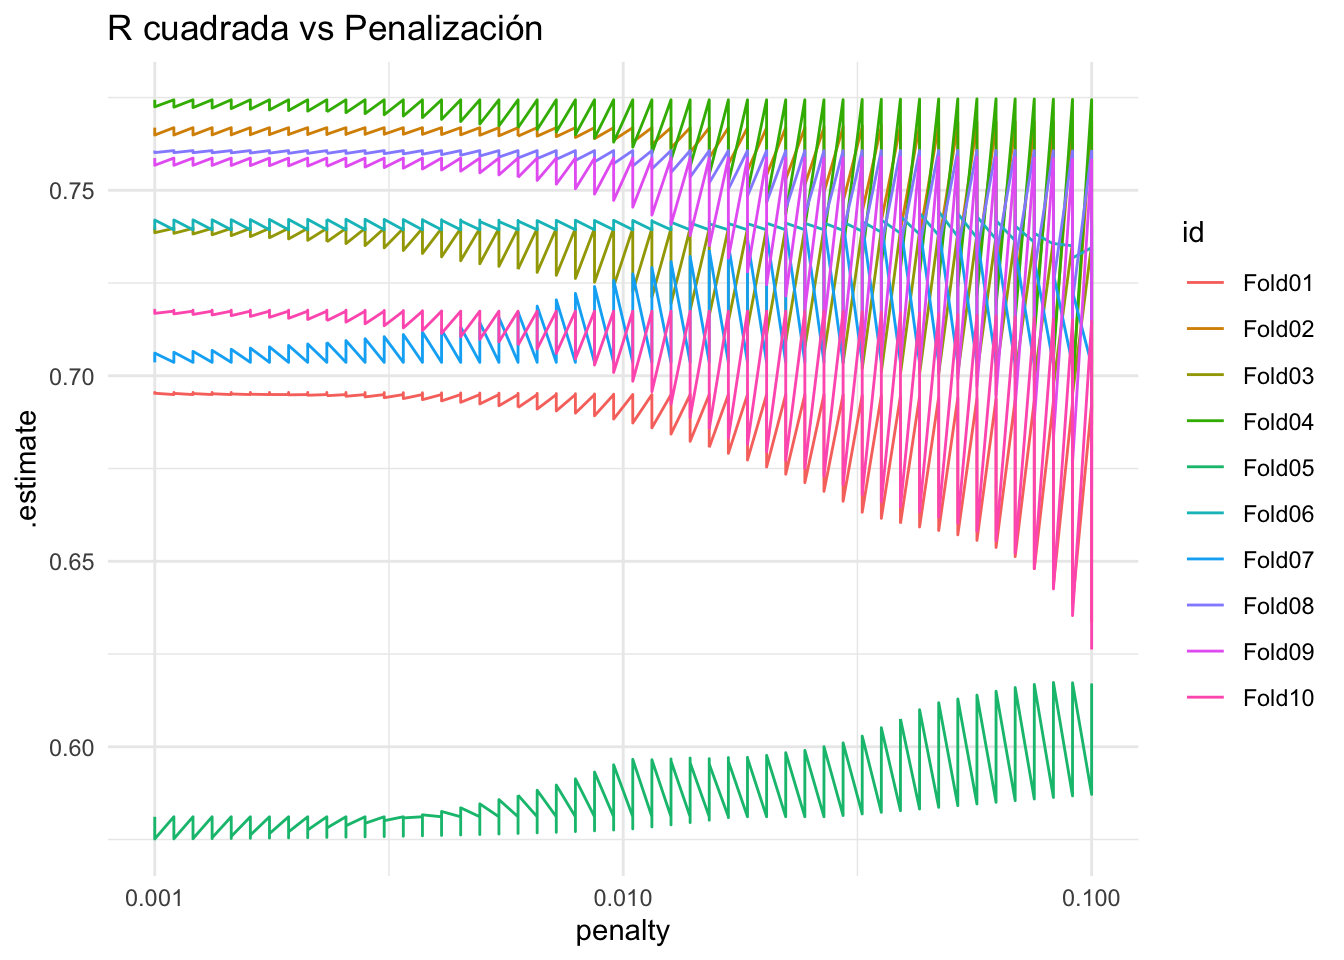 R cuadrada vs Penalización
.estimate
0.75
0.70
0.65
0.60
0.001
0.010
0.100
penalty
id
Fold01
Fold02
Fold03
Fold04
Fold05
Fold06
Fold07
Fold08
Fold09
Fold10